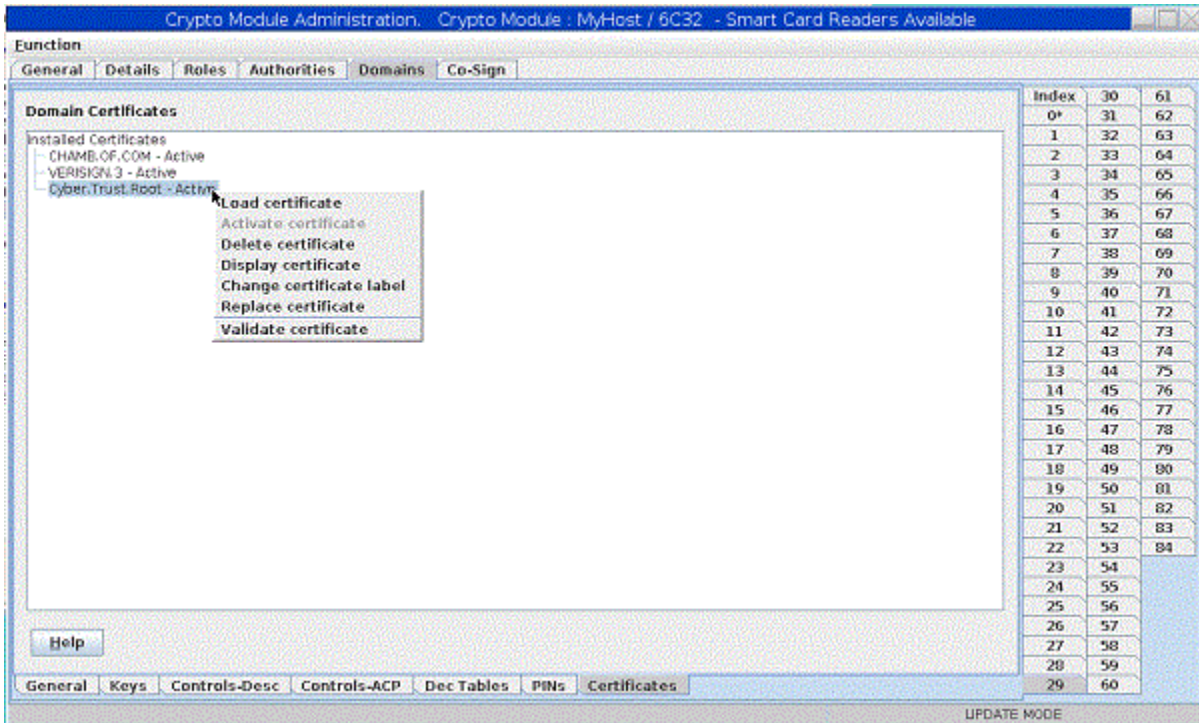 Crypto Module Administration. Crypto Module : MyHost / 6C32 - Smart Card Readers Available
Function
General Details Roles Authorities Domains Co-Sign
Domain Certificates
Installed Certificates
CHAMB.OF.COM - Active
VERISIGN.3 - Active
Cyber.Trust.Root - Active
Load certificate
Activate certificate
Delete certificate
Display certificate
Change certificate label
Replace certificate
Validate certificate
Help
General Keys Controls-Desc Controls-ACP Dec Tables PINs Certificates
Index 30 61
0* 31 62
1 32 63
2 33 64
3 34 65
4 35 66
5 36 67
6 37 68
7 38 69
8 39 70
9 40 71
10 41 72
11 42 73
12 43 74
13 44 75
14 45 76
15 46 77
16 47 78
17 48 79
18 49 80
19 50 81
20 51 82
21 52 83
22 53 84
23 54
24 55
25 56
26 57
27 58
28 59
29 60
UPDATE MODE